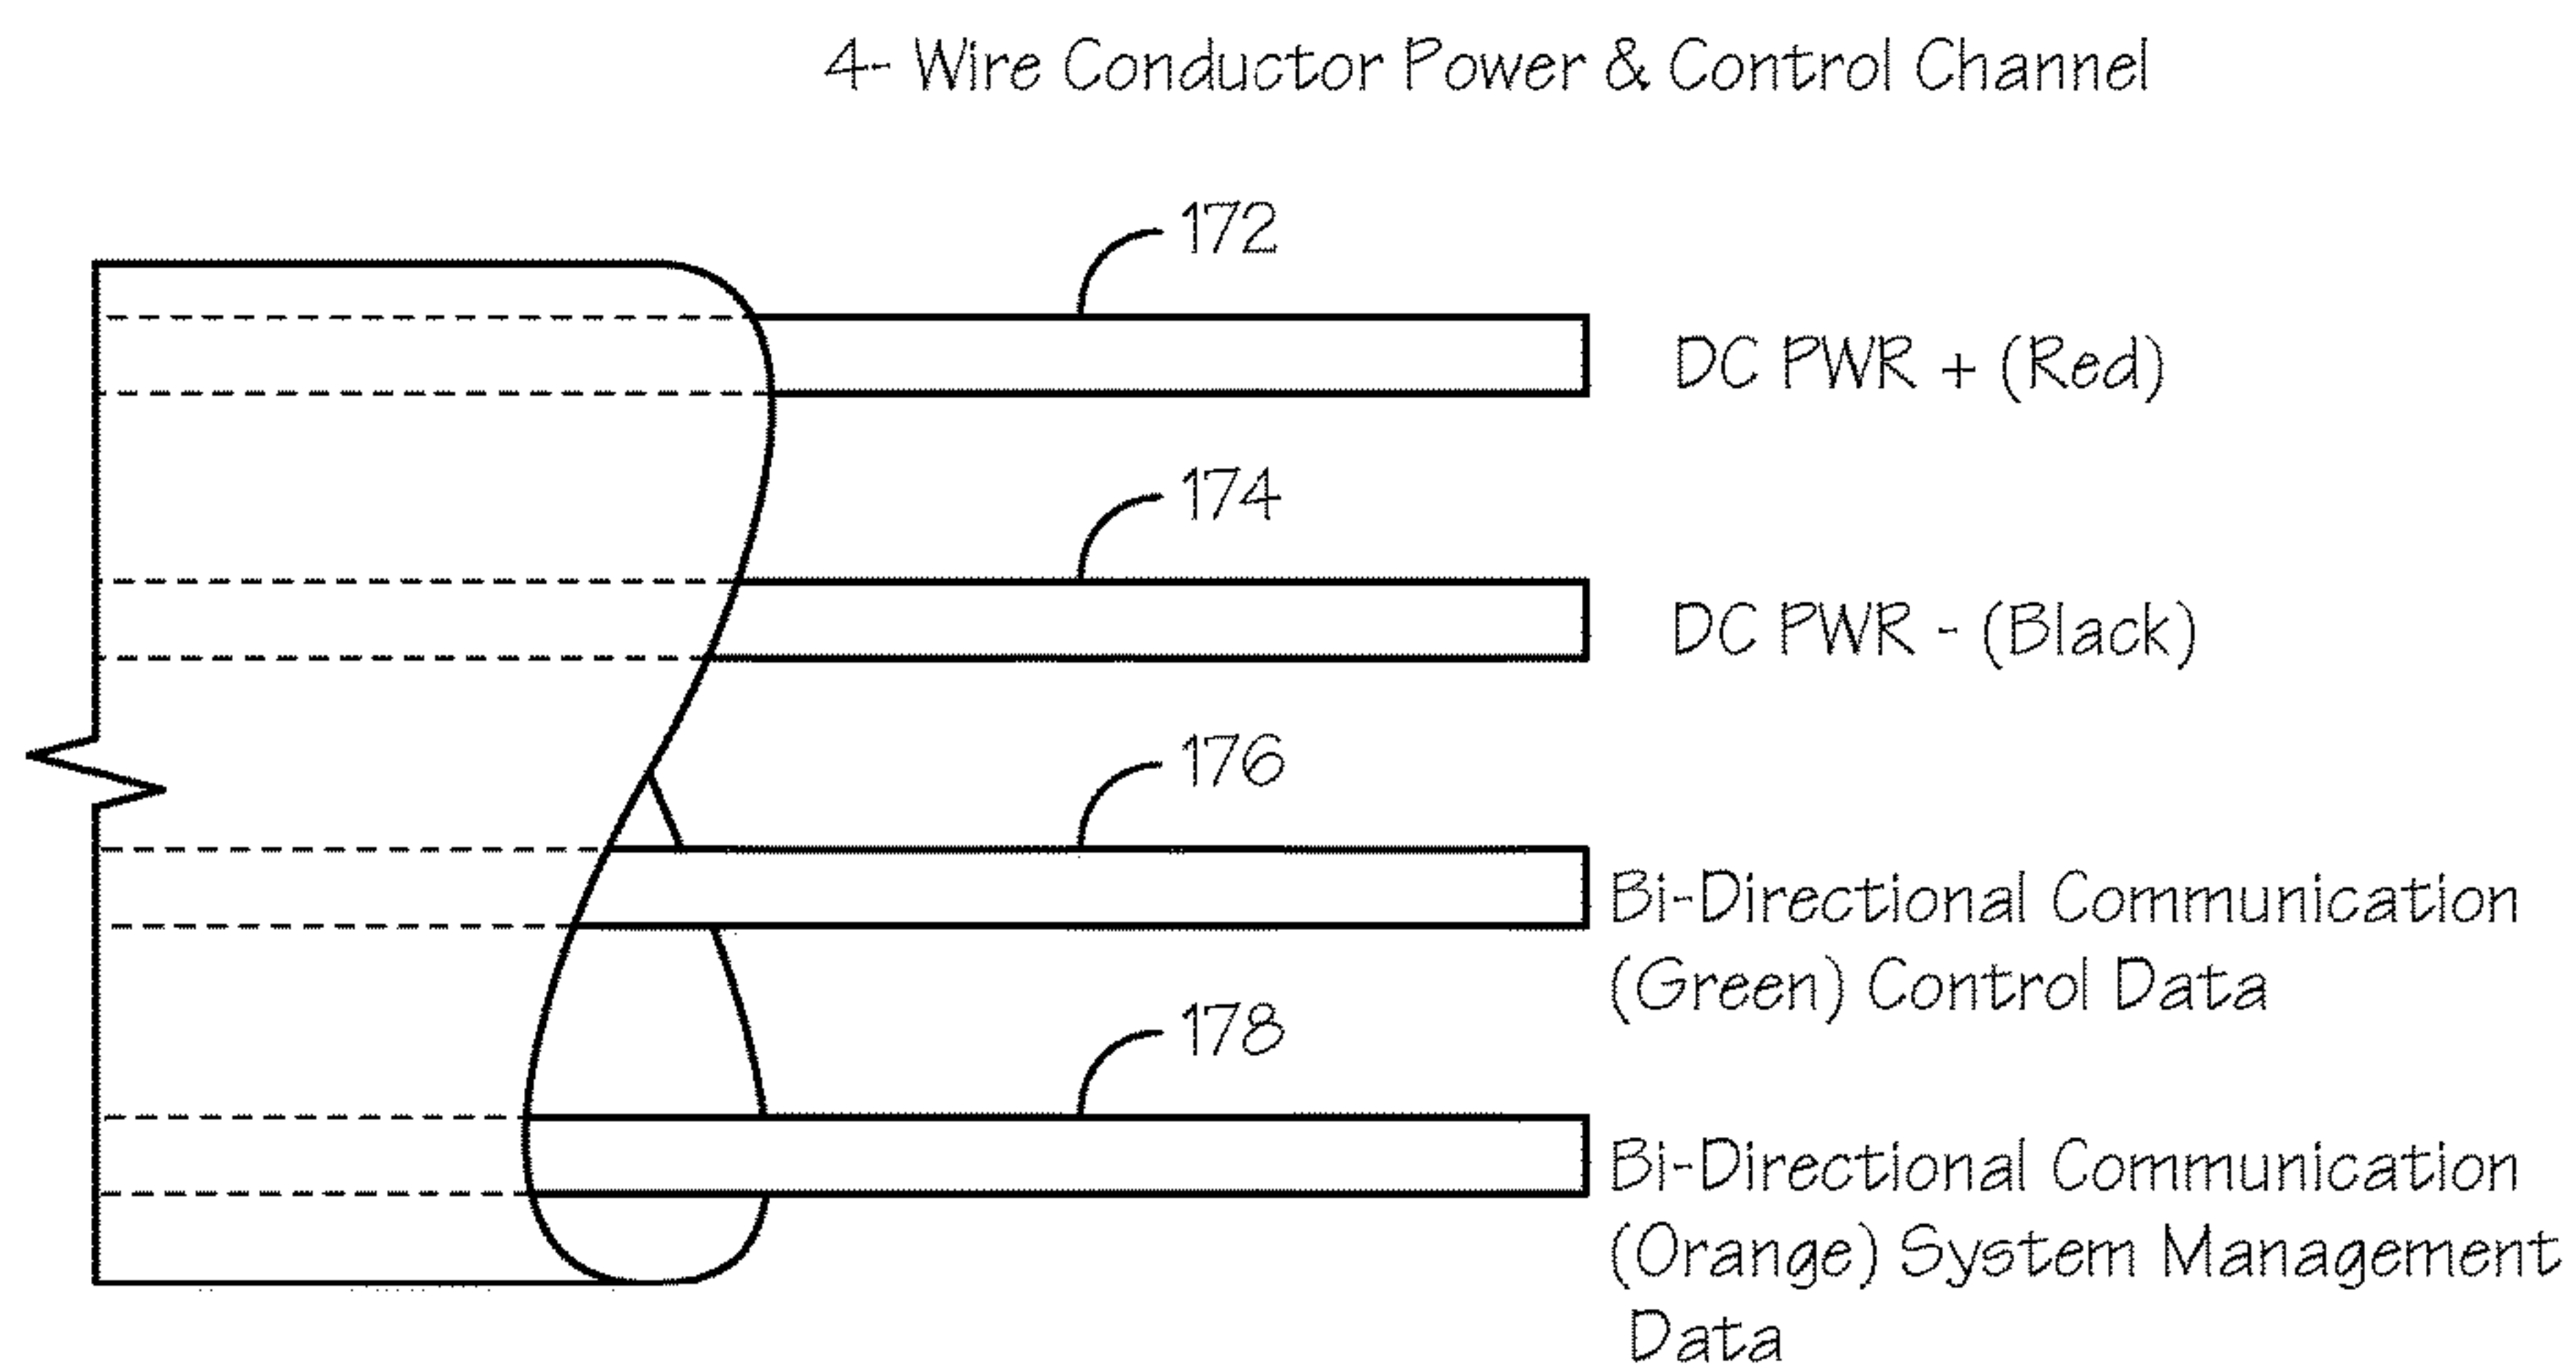 4- Wire Conductor Power & Control Channel
172
DC PWR + (Red)
174
DC PWR - (Black)
176
Bi-Directional Communication
(Green) Control Data
178
Bi-Directional Communication
(Orange) System Management
Data